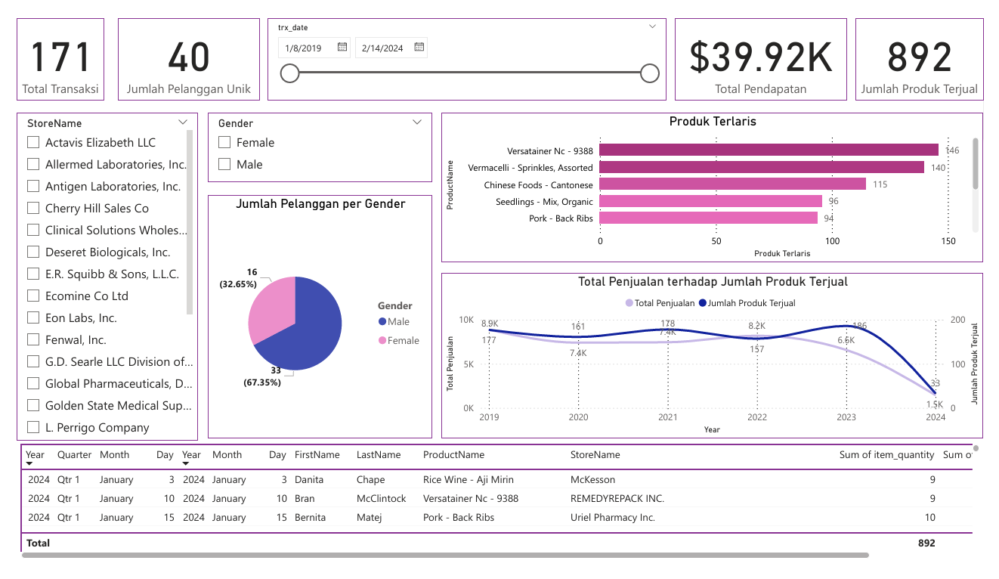 171
Total Transaksi
40
Jumlah Pelanggan Unik
trx_date
1/8/2019
2/14/2024
$39.92K
Total Pendapatan
892
Jumlah Produk Terjual
StoreName
Actavis Elizabeth LLC
Allermed Laboratories, Inc.
Antigen Laboratories, Inc.
Cherry Hill Sales Co
Clinical Solutions Wholes...
Deseret Biologicals, Inc.
E.R. Squibb & Sons, L.L.C.
Ecomine Co Ltd
Eon Labs, Inc.
Fenwal, Inc.
G.D. Searle LLC Division of...
Global Pharmaceuticals, D...
Golden State Medical Sup...
L. Perrigo Company
Gender
Female
Male
Jumlah Pelanggan per Gender
16
(32.65%)
33
(67.35%)
Gender
Male
Female
Produk Terlaris
ProductName
Versatainer Nc - 9388 146
Vermacelli - Sprinkles, Assorted 140
Chinese Foods - Cantonese 115
Seedlings - Mix, Organic 96
Pork - Back Ribs 94
0 50 100 150
Produk Terlaris
Total Penjualan terhadap Jumlah Produk Terjual
Total Penjualan Jumlah Produk Terjual
Total Penjualan
10K
5K
0K
8.9K 161 178 8.2K 186
177 7.4K 7.4K 157 6.6K
33
1.5K
200
100
0
Jumlah Produk Terjual
2019 2020 2021 2022 2023 2024
Year
Year Quarter Month Day Year Month Day FirstName LastName ProductName StoreName Sum of item_quantity Sum o
2024 Qtr 1 January 3 2024 January 3 Danita Chape Rice Wine - Aji Mirin McKesson 9
2024 Qtr 1 January 10 2024 January 10 Bran McClintock Versatainer Nc - 9388 REMEDYREPACK INC. 9
2024 Qtr 1 January 15 2024 January 15 Bernita Matej Pork - Back Ribs Uriel Pharmacy Inc. 10
Total 892